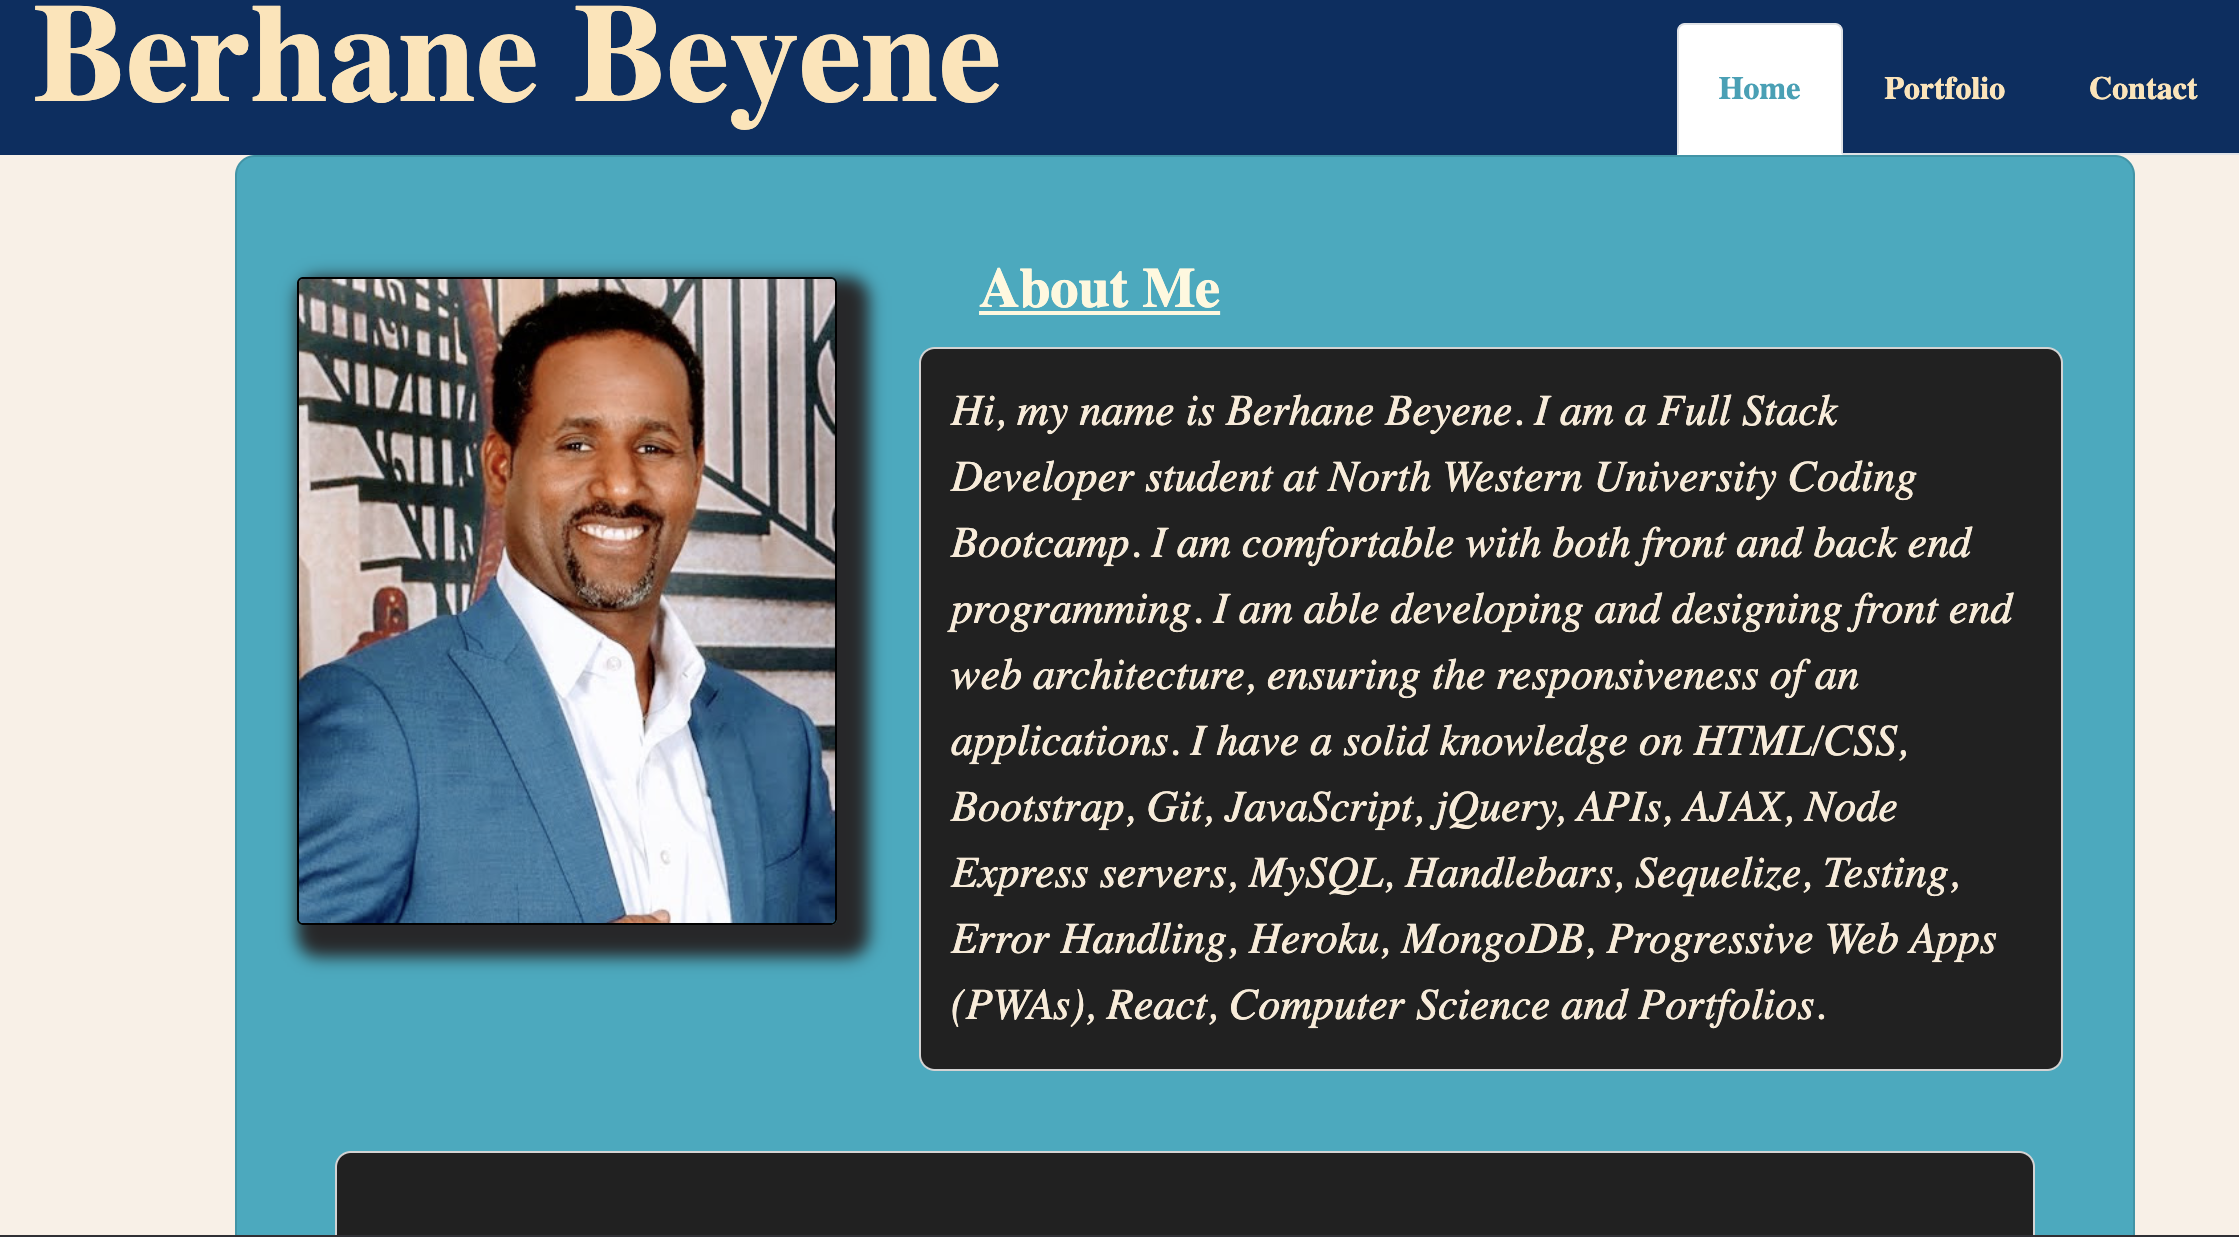 Berhane Beyene
Home Portfolio Contact
About Me
Hi, my name is Berhane Beyene. I am a Full Stack
Developer student at North Western University Coding
Bootcamp. I am comfortable with both front and back end
programming. I am able developing and designing front end
web architecture, ensuring the responsiveness of an
applications. I have a solid knowledge on HTML/CSS,
Bootstrap, Git, JavaScript, jQuery, APIs, AJAX, Node
Express servers, MySQL, Handlebars, Sequelize, Testing,
Error Handling, Heroku, MongoDB, Progressive Web Apps
(PWAs), React, Computer Science and Portfolios.